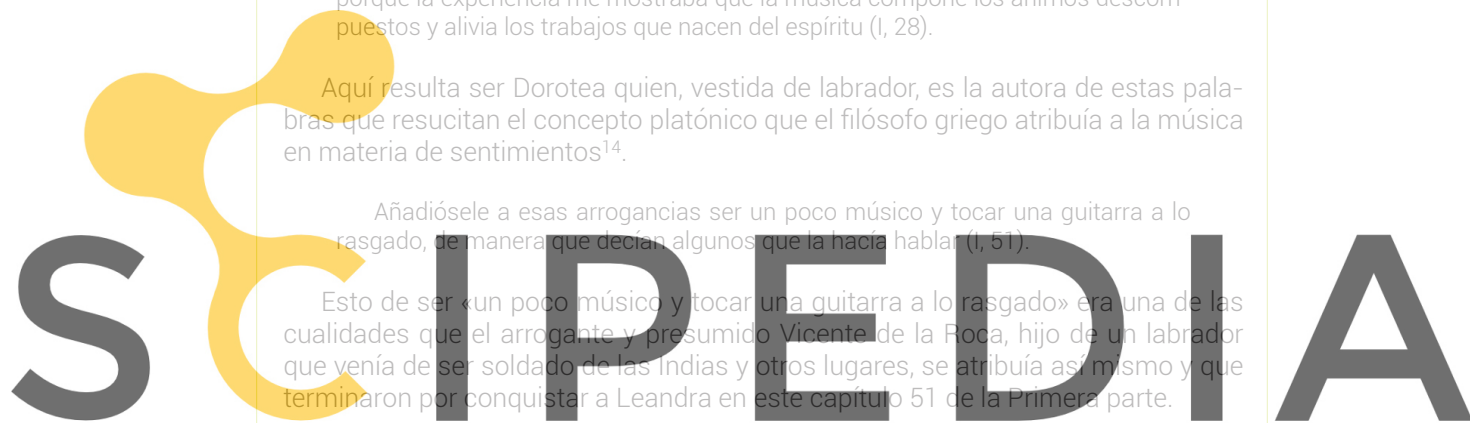 porque la experiencia me mostraba que la música compone los ánimos descom-
puestos y alivia los trabajos que nacen del espíritu (I, 28).
Aquí resulta ser Dorotea quien, vestida de labrador, es la autora de estas pala-
bras que resucitan el concepto platónico que el filósofo griego atribuía a la música
en materia de sentimientos14.
Añadiósele a esas arrogancias ser un poco músico y tocar una guitarra a lo
rasgado, de manera que decían algunos que la hacía hablar (I, 51).
Esto de ser «un poco músico y tocar una guitarra a lo rasgado» era una de las
cualidades que el arrogante y presumido Vicente de la Roca, hijo de un labrador
que venía de ser soldado de las Indias y otros lugares, se atribuía así mismo y que
terminaron por conquistar a Leandra en este capítulo 51 de la Primera parte.
SCIPEDIA